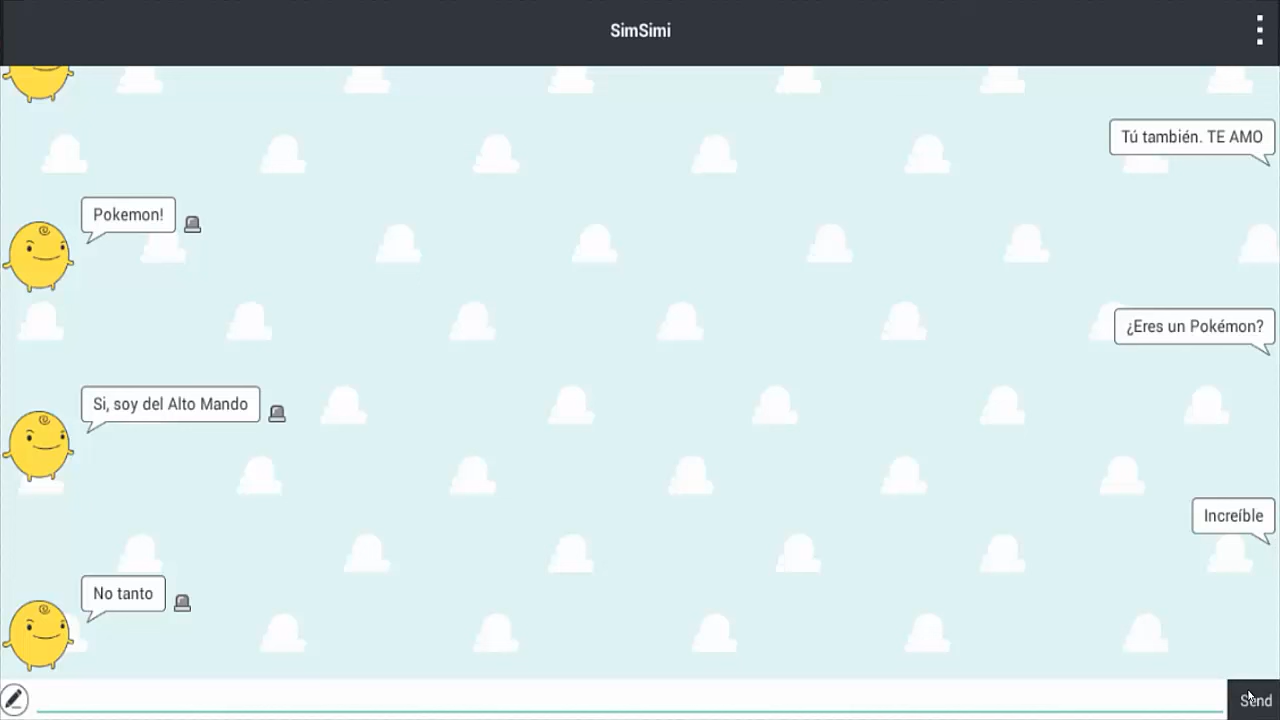 SimSimi
Tú también. TE AMO
Pokemon!
¿Eres un Pokémon?
Si, soy del Alto Mando
Increíble
No tanto
Send